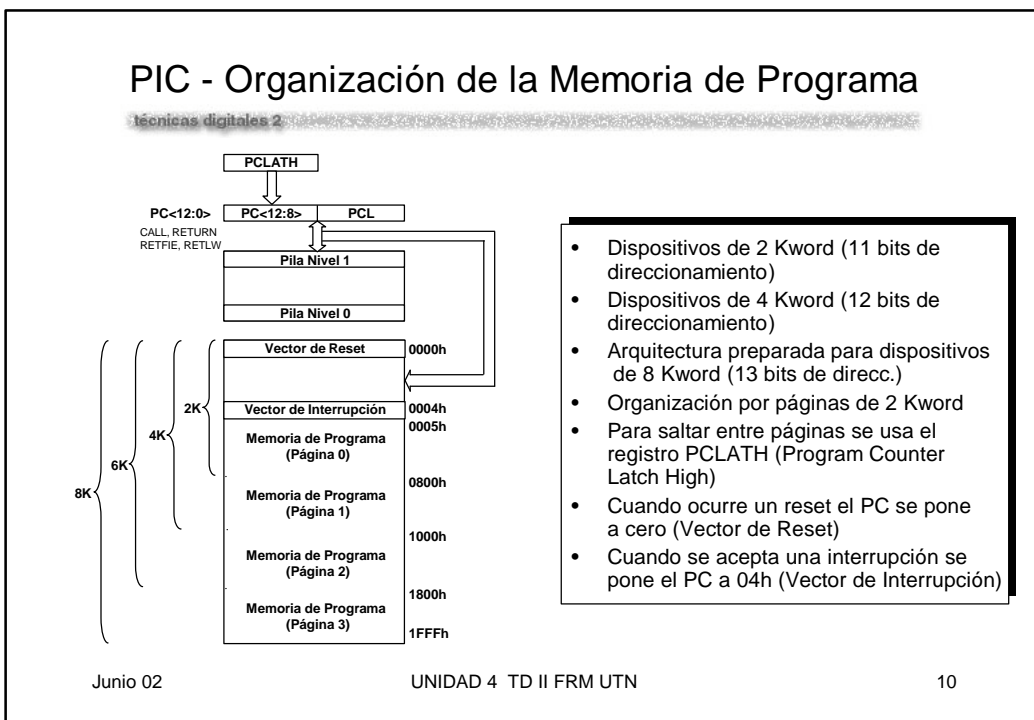 PIC - Organización de la Memoria de Programa
técnicas digitales 2
PCLATH
PC<12:0>
PC<12:8>
PCL
CALL, RETURN
RETFIE, RETLW
Pila Nivel 1
Pila Nivel 0
Vector de Reset
0000h
Vector de Interrupción
0004h
0005h
Memoria de Programa
(Página 0)
0800h
Memoria de Programa
(Página 1)
1000h
Memoria de Programa
(Página 2)
1800h
Memoria de Programa
(Página 3)
1FFFh
2K
4K
6K
8K
• Dispositivos de 2 Kword (11 bits de
direccionamiento)
• Dispositivos de 4 Kword (12 bits de
direccionamiento)
• Arquitectura preparada para dispositivos
de 8 Kword (13 bits de direcc.)
• Organización por páginas de 2 Kword
• Para saltar entre páginas se usa el
registro PCLATH (Program Counter
Latch High)
• Cuando ocurre un reset el PC se pone
a cero (Vector de Reset)
• Cuando se acepta una interrupción se
pone el PC a 04h (Vector de Interrupción)
Junio 02
UNIDAD 4 TD II FRM UTN
10